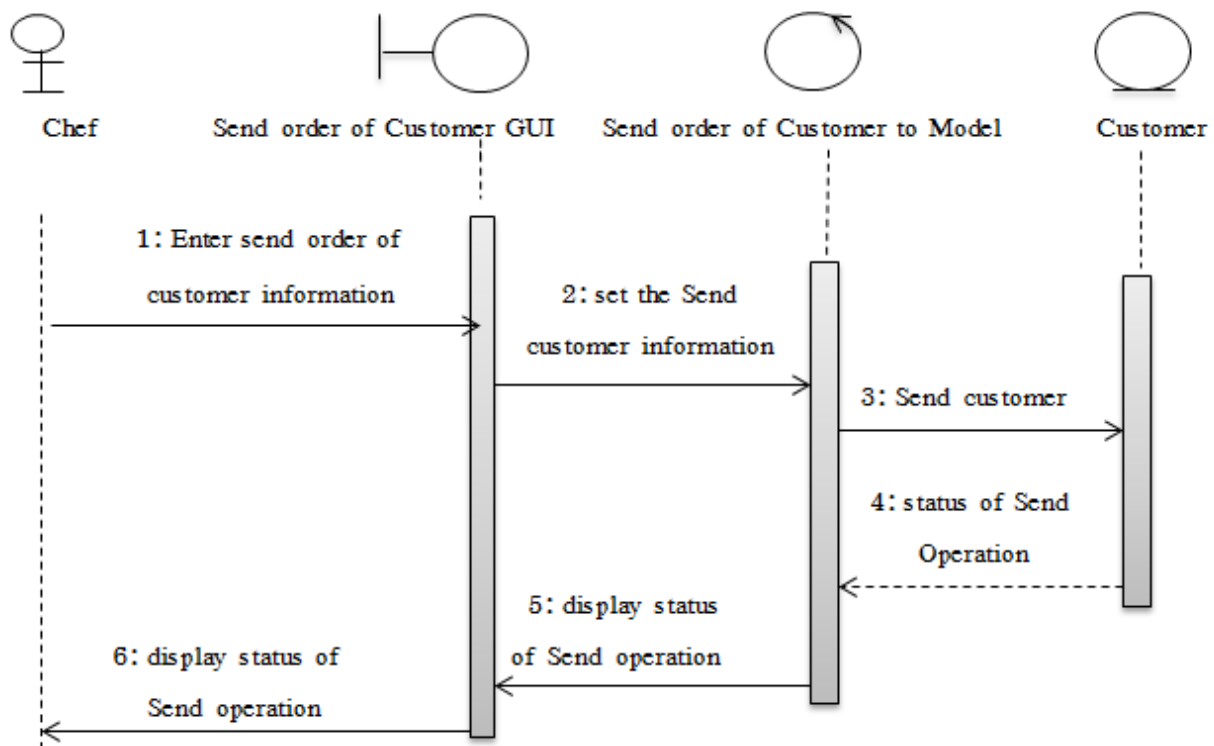 Chef
Send order of Customer GUI
Send order of Customer to Model
Customer
1: Enter send order of
customer information
2: set the Send
customer information
3: Send customer
4: status of Send
Operation
5: display status
of Send operation
6: display status of
Send operation